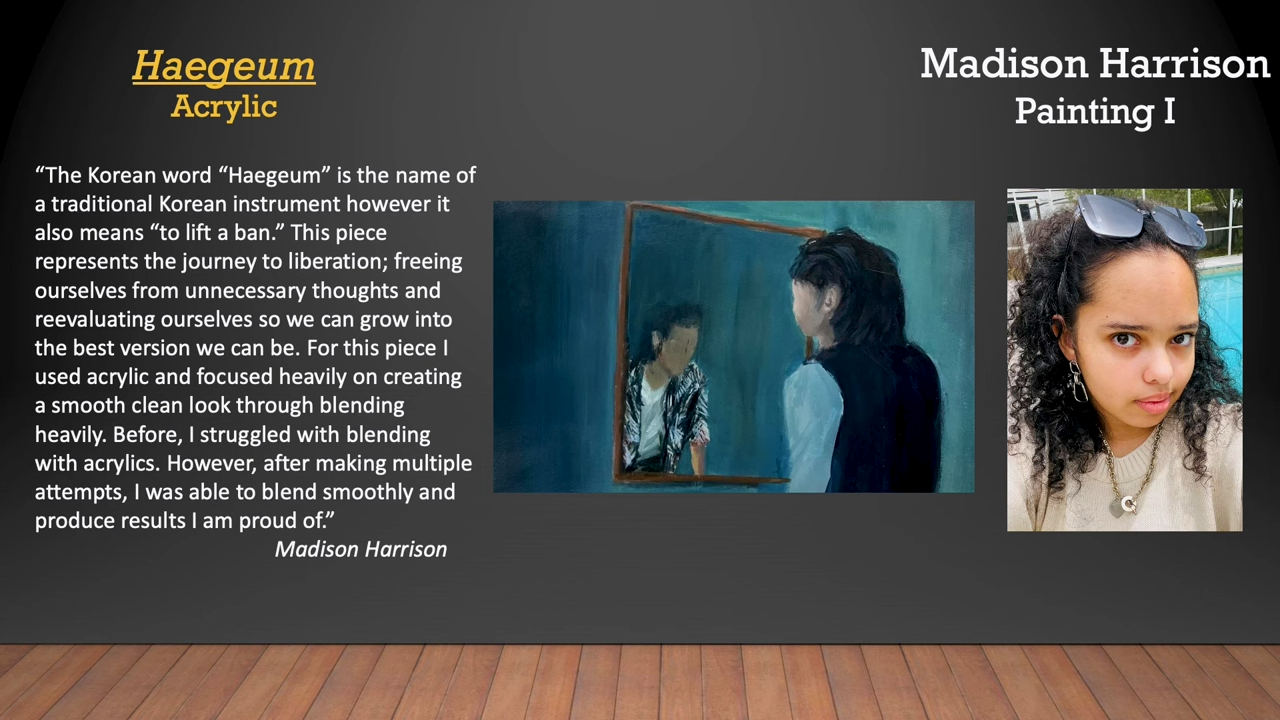 Haegeum
Acrylic
Madison Harrison
Painting I
“The Korean word “Haegeum” is the name of
a traditional Korean instrument however it
also means “to lift a ban.” This piece
represents the journey to liberation; freeing
ourselves from unnecessary thoughts and
reevaluating ourselves so we can grow into
the best version we can be. For this piece I
used acrylic and focused heavily on creating
a smooth clean look through blending
heavily. Before, I struggled with blending
with acrylics. However, after making multiple
attempts, I was able to blend smoothly and
produce results I am proud of.”
Madison Harrison